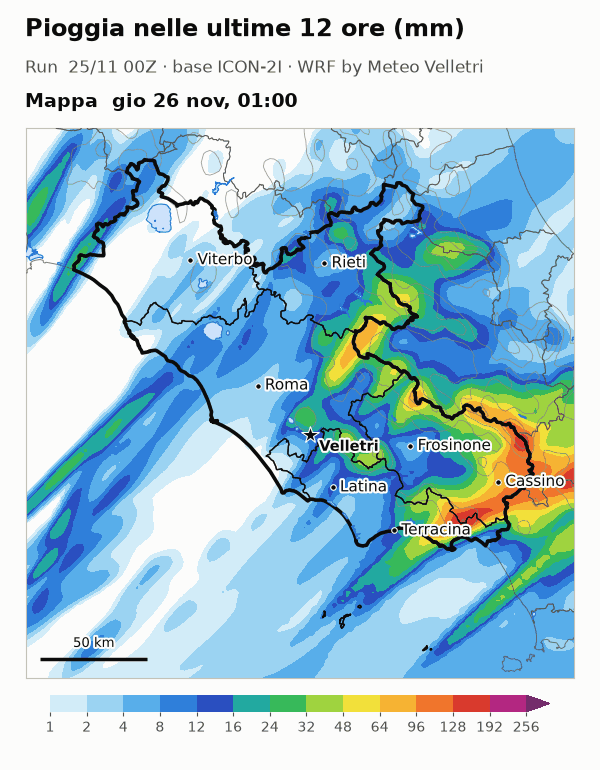 Pioggia nelle ultime 12 ore (mm)
Run 25/11 00Z · base ICON-2I · WRF by Meteo Velletri
Mappa gio 26 nov, 01:00
Viterbo
Rieti
Roma
Velletri
Frosinone
Latina
Cassino
Terracina
50 km
1 2 4 8 12 16 24 32 48 64 96 128 192 256